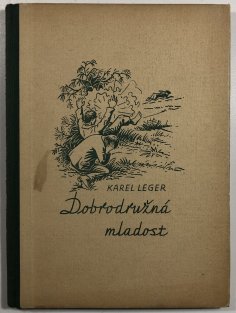 KAREL LEGER
Dobrodružná
mladost